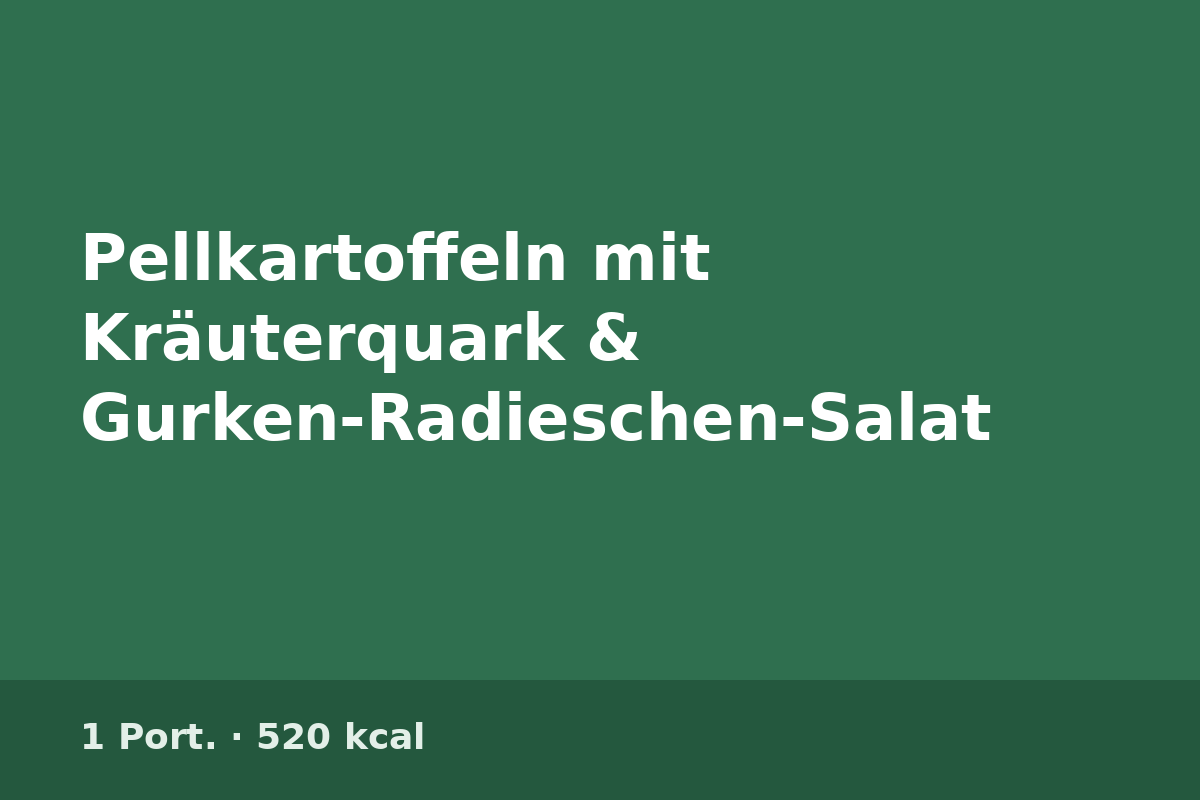 Pellkartoffeln mit
Kräuterquark &
Gurken-Radieschen-Salat
1 Port. · 520 kcal